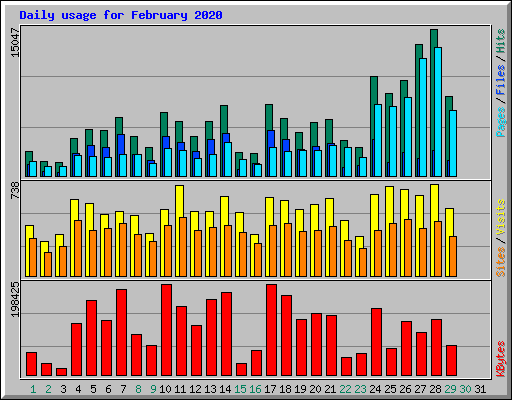 Daily usage for February 2020
15047
Pages / Files / Hits
738
Sites / Visits
198425
KBytes
1 2 3 4 5 6 7 8 9 10 11 12 13 14 15 16 17 18 19 20 21 22 23 24 25 26 27 28 29 30 31